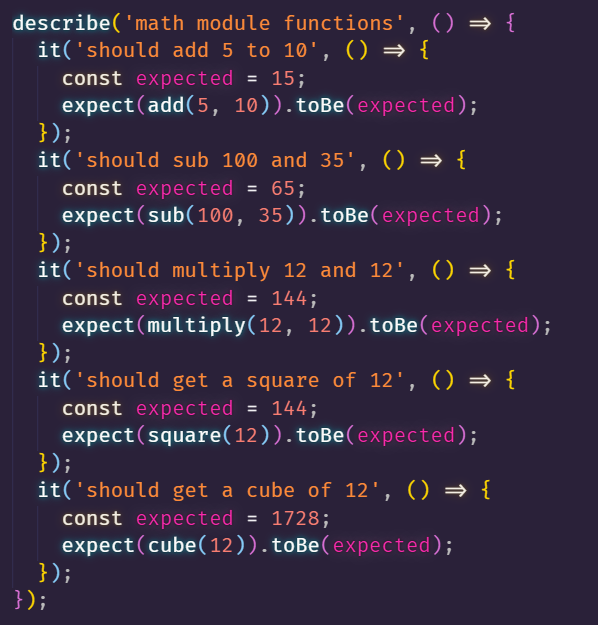 describe('math module functions', () => {
  it('should add 5 to 10', () => {
    const expected = 15;
    expect(add(5, 10)).toBe(expected);
  });
  it('should sub 100 and 35', () => {
    const expected = 65;
    expect(sub(100, 35)).toBe(expected);
  });
  it('should multiply 12 and 12', () => {
    const expected = 144;
    expect(multiply(12, 12)).toBe(expected);
  });
  it('should get a square of 12', () => {
    const expected = 144;
    expect(square(12)).toBe(expected);
  });
  it('should get a cube of 12', () => {
    const expected = 1728;
    expect(cube(12)).toBe(expected);
  });
});